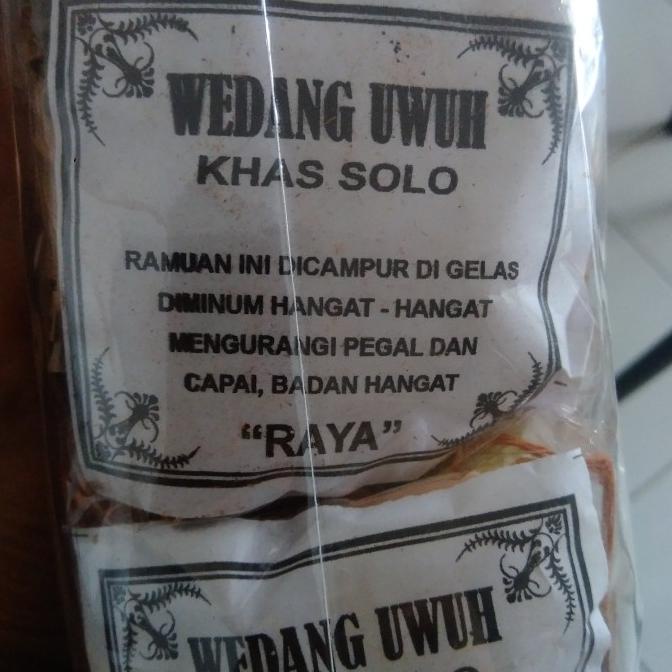 WEDANG UWUH
KHAS SOLO
RAMUAN INI DICAMPUR DI GELAS
DIMINUM HANGAT - HANGAT
MENGURANGI PEGAL DAN
CAPAI, BADAN HANGAT
“RAYA”
WEDANG UWUH